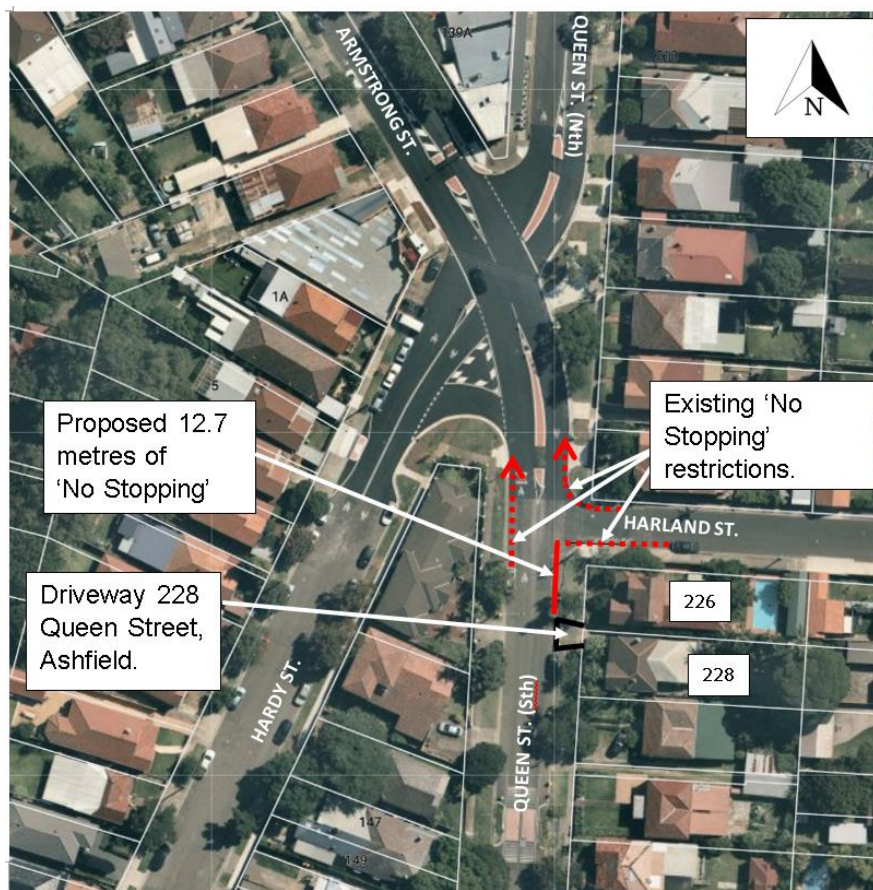 139A
ARMSTRONG ST.
QUEEN ST. (Nth)
N
1A
5
Proposed 12.7
metres of
‘No Stopping’
Existing ‘No
Stopping’
restrictions.
HARLAND ST.
Driveway 228
Queen Street,
Ashfield.
226
228
HARDY ST.
QUEEN ST. (Sth)
147
149